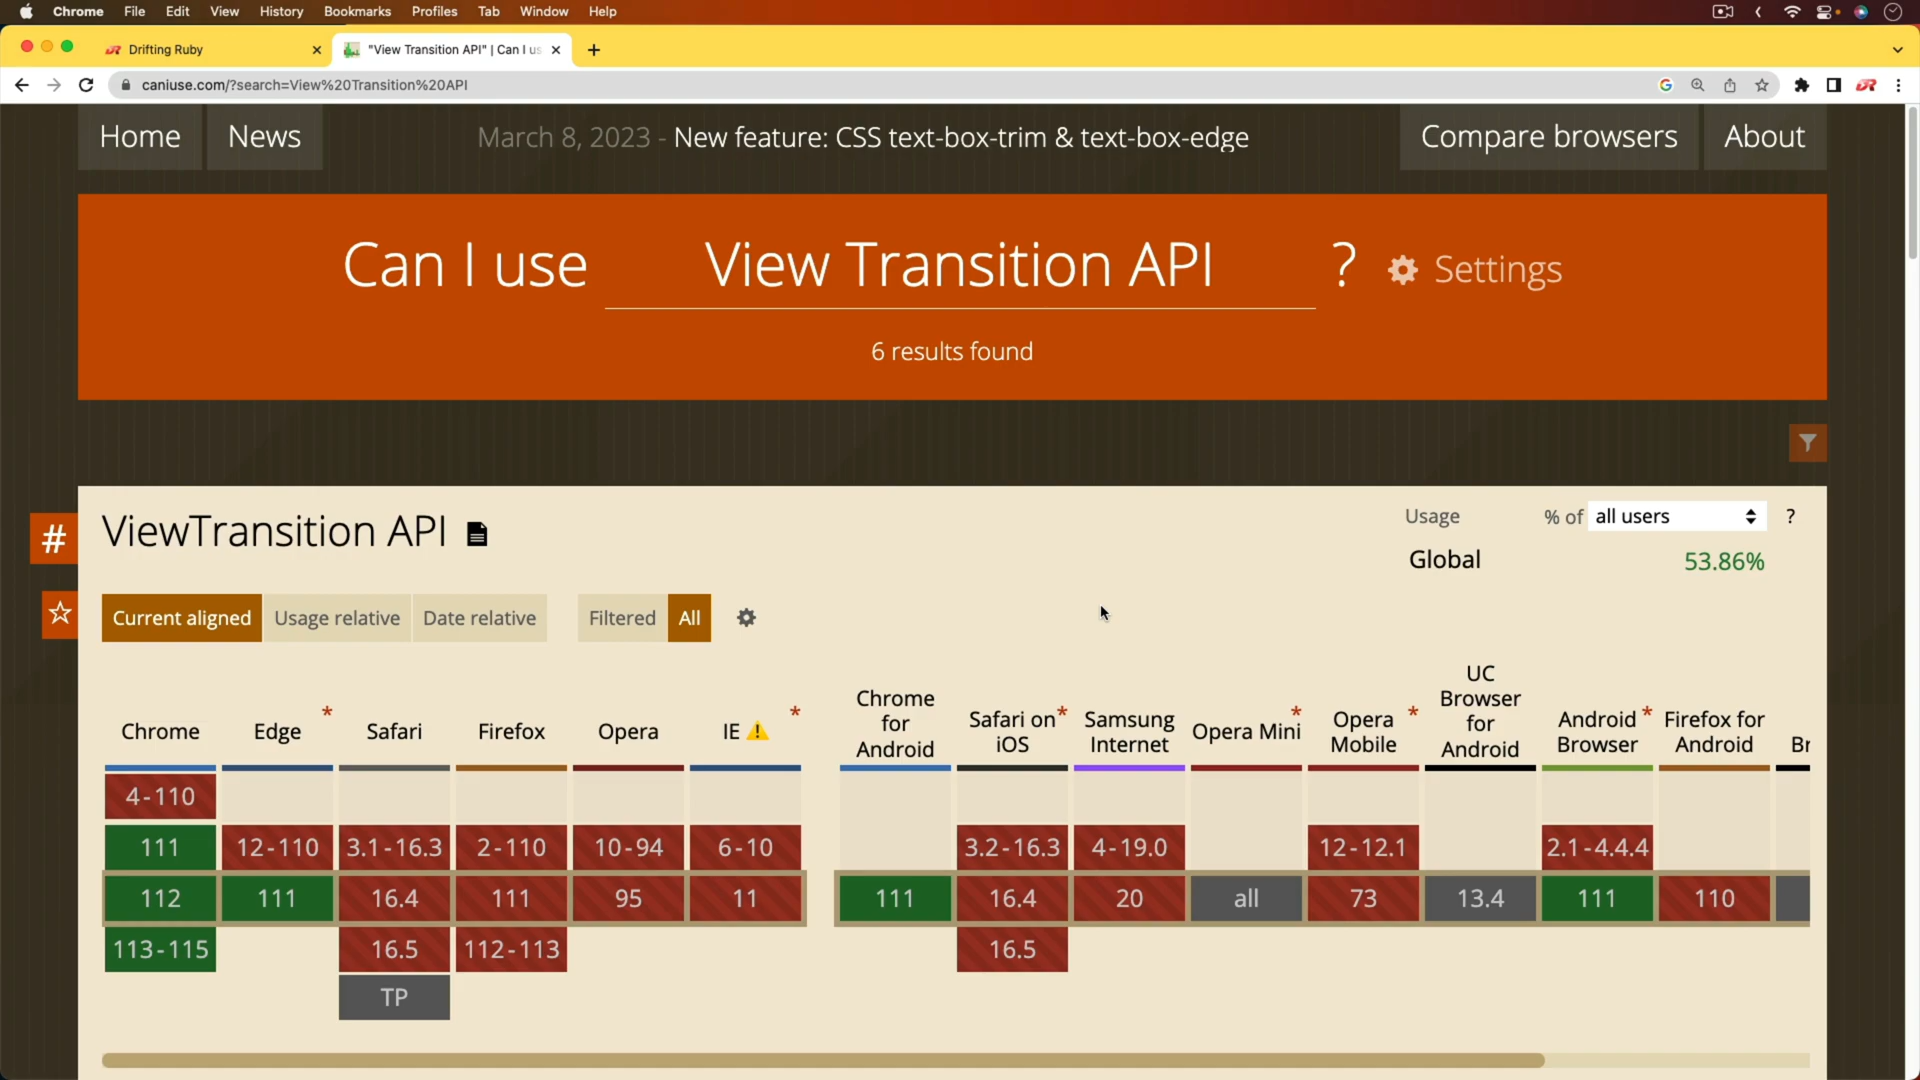 Chrome File Edit View History Bookmarks Profiles Tab Window Help
Drifting Ruby
"View Transition API" | Can I us
caniuse.com/?search=View%20Transition%20API
Home News March 8, 2023 - New feature: CSS text-box-trim & text-box-edge Compare browsers About
Can I use View Transition API ? Settings
6 results found
#
ViewTransition API
Usage % of all users ?
Global 53.86%
Current aligned Usage relative Date relative Filtered All
Chrome Edge * Safari Firefox Opera IE * Chrome for Android Safari on iOS * Samsung Internet Opera Mini * Opera Mobile * UC Browser for Android Android Browser * Firefox for Android Br
4-110
111 12-110 3.1-16.3 2-110 10-94 6-10 3.2-16.3 4-19.0 12-12.1 2.1-4.4.4
112 111 16.4 111 95 11 111 16.4 20 all 73 13.4 111 110
113-115 16.5 112-113 16.5
TP